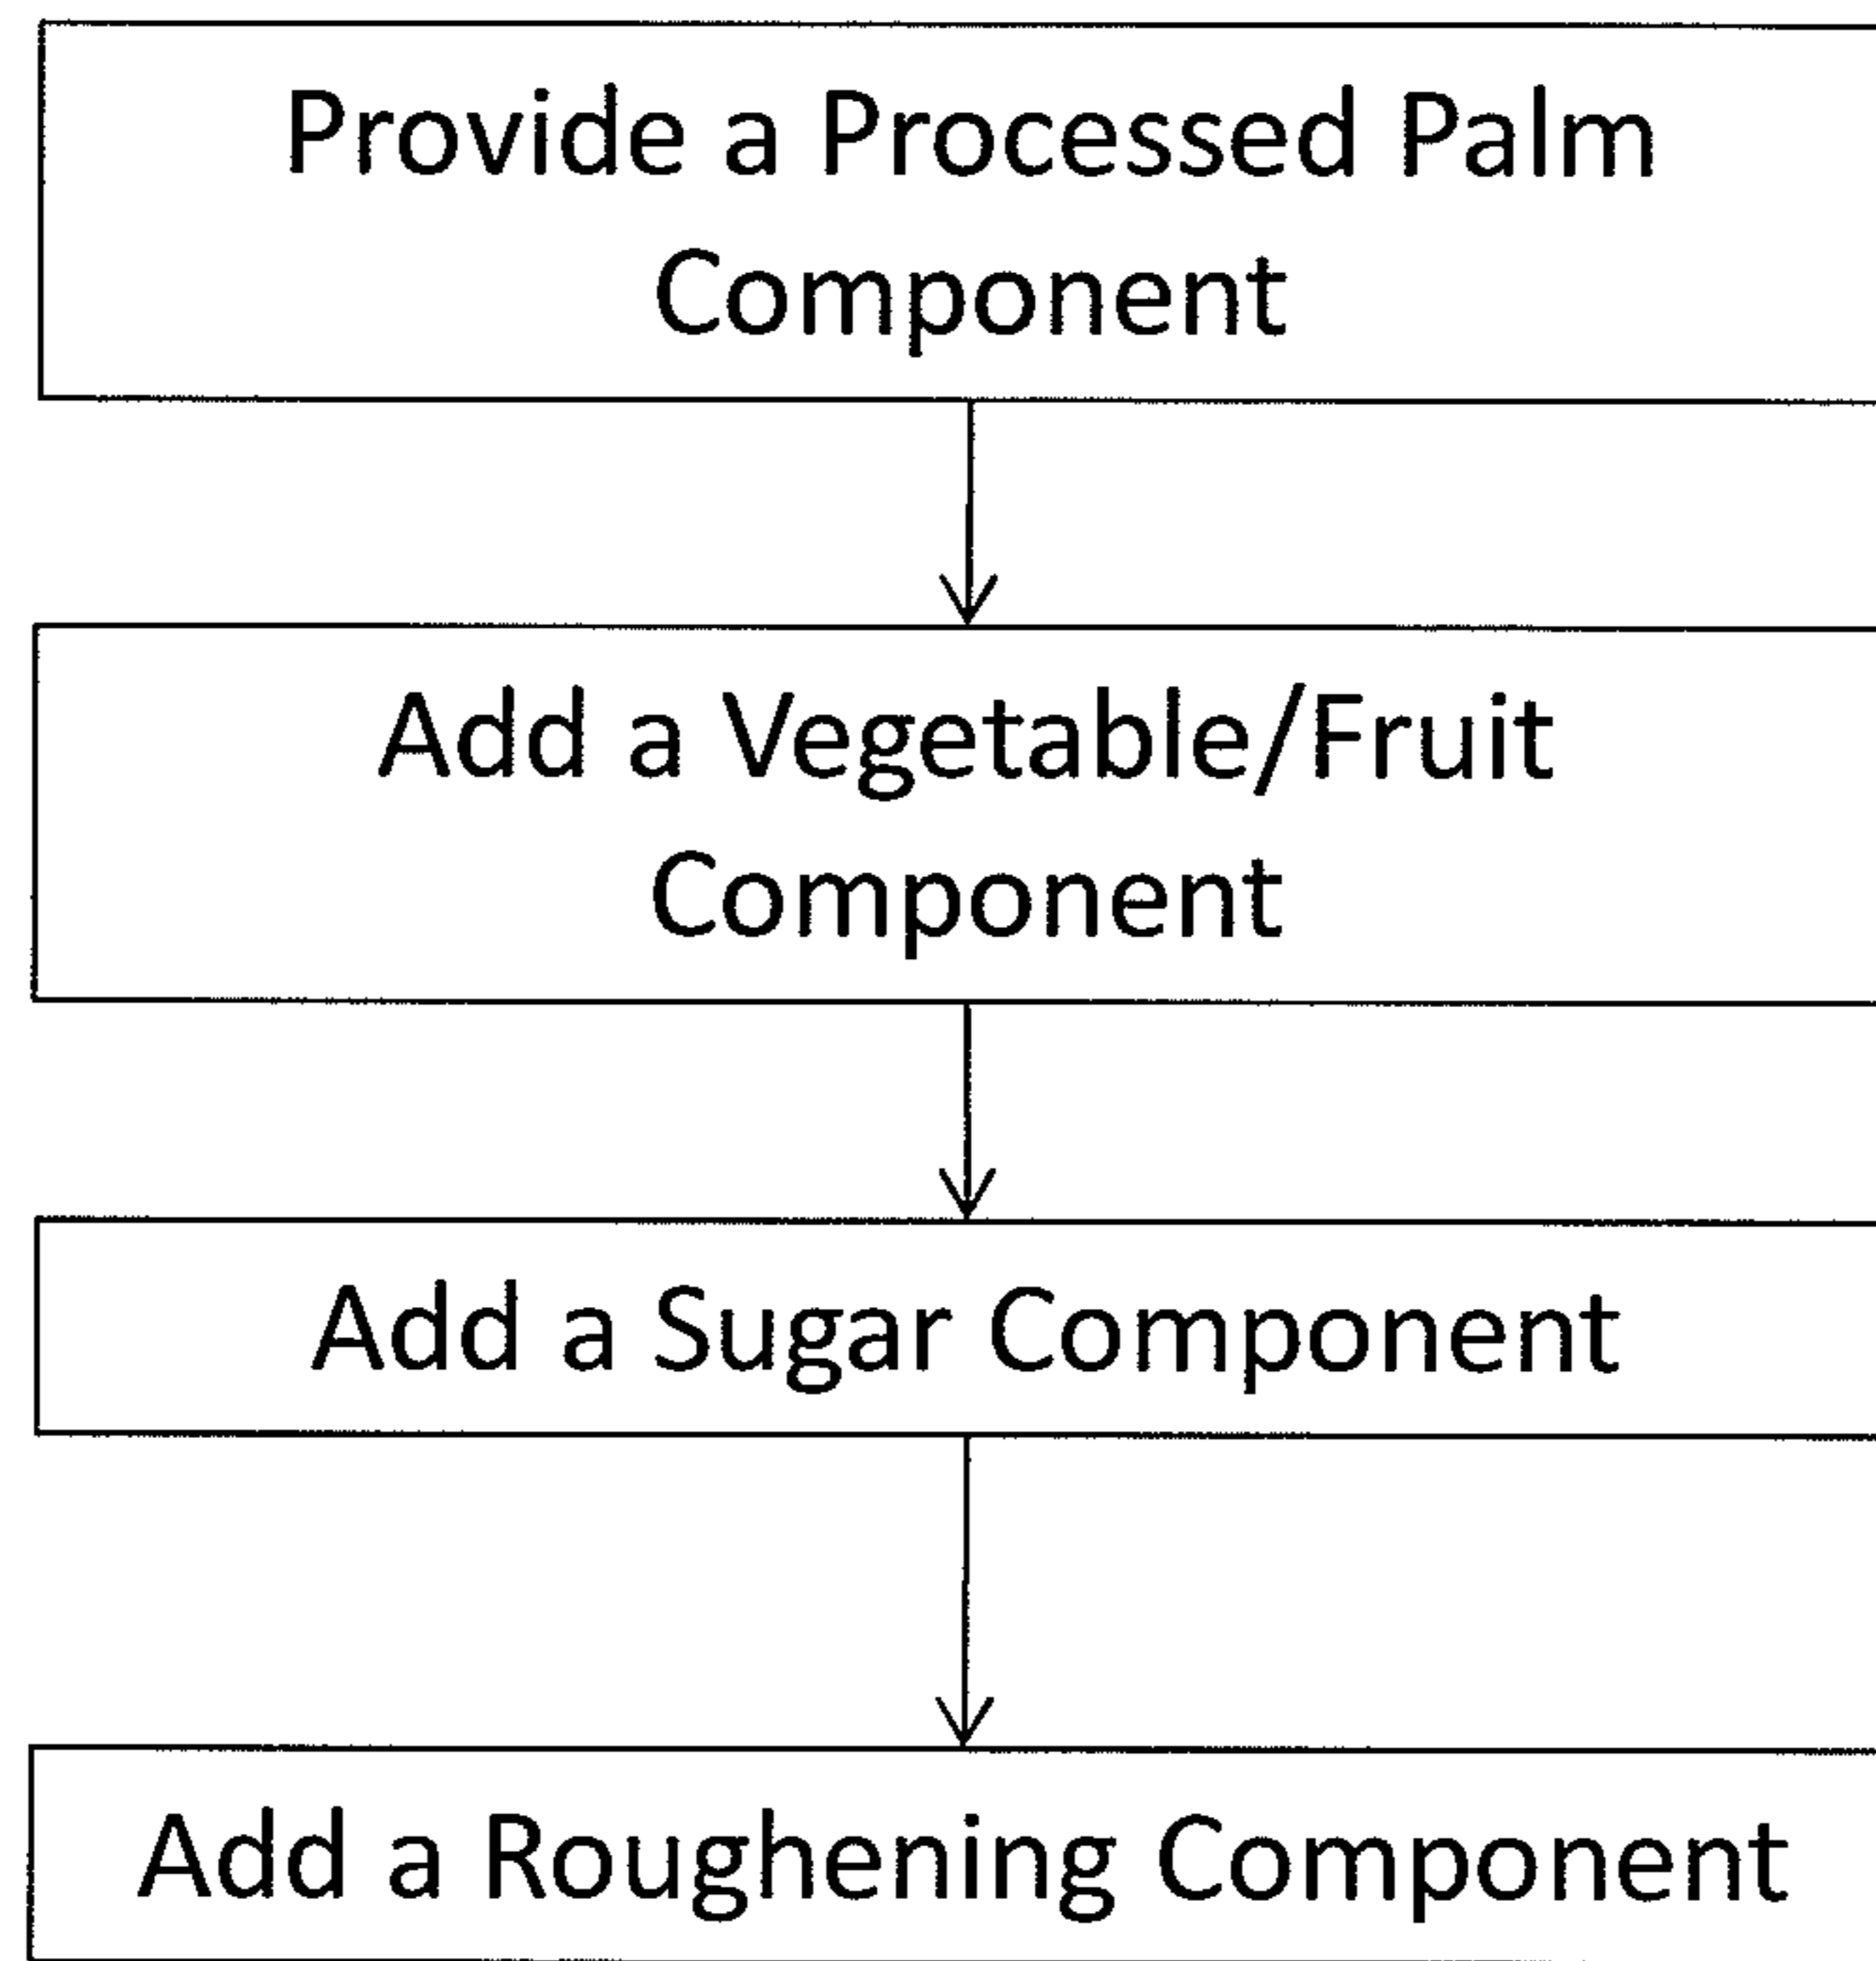 Provide a Processed Palm
Component
Add a Vegetable/Fruit
Component
Add a Sugar Component
Add a Roughening Component